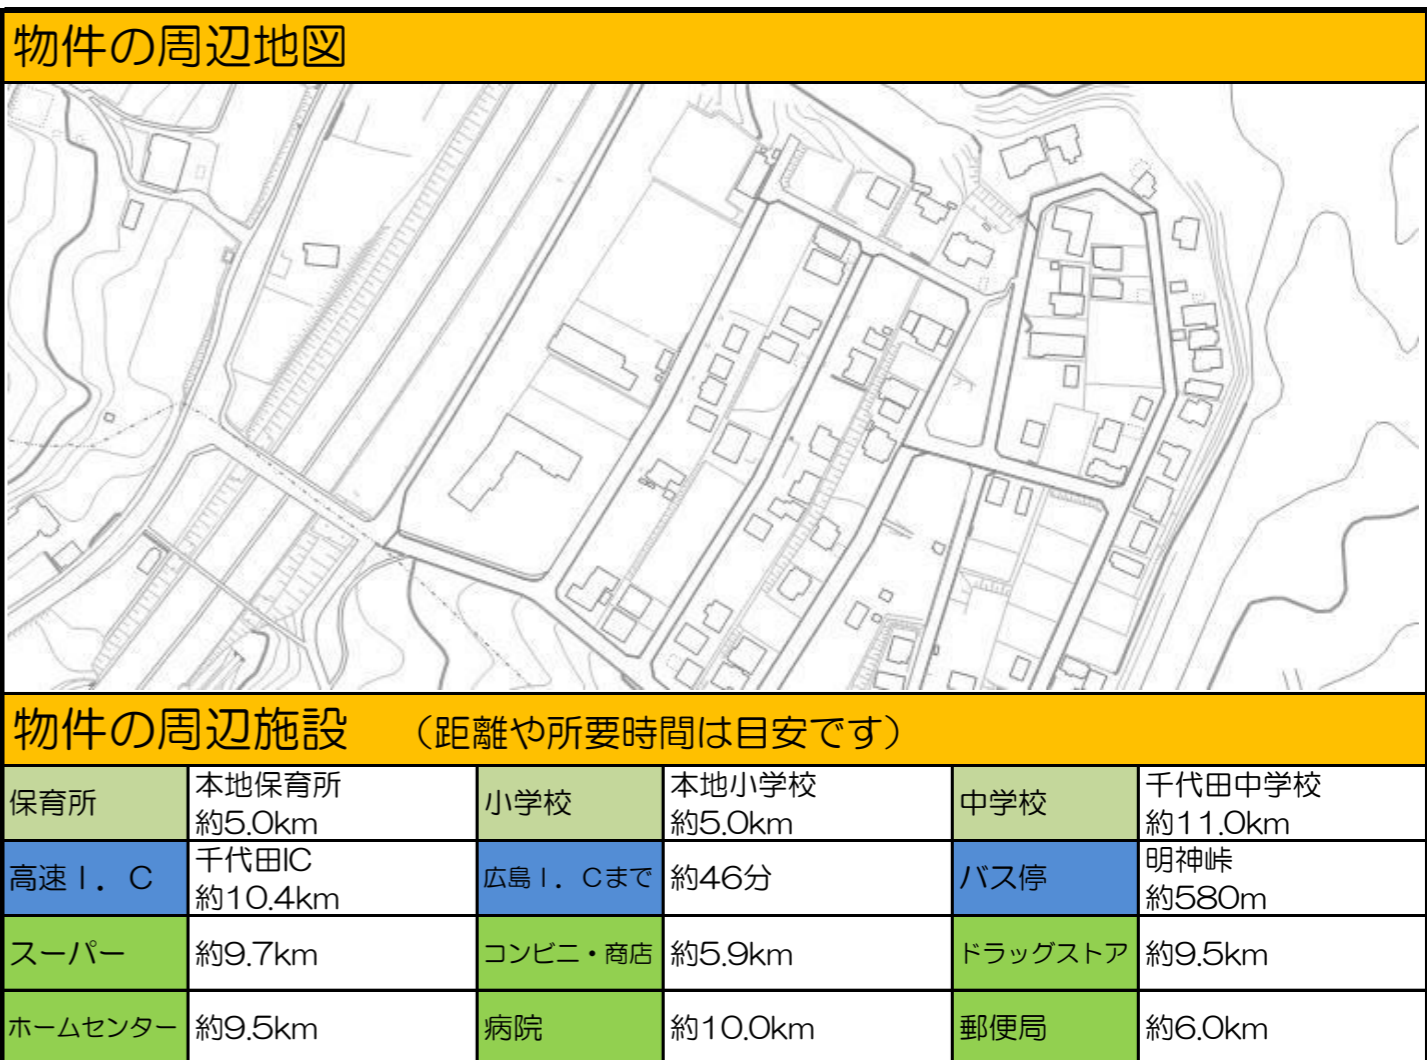 物件の周辺地図
物件の周辺施設　（距離や所要時間は目安です）
保育所
本地保育所
約5.0km
小学校
本地小学校
約5.0km
中学校
千代田中学校
約11.0km
高速Ｉ．Ｃ
千代田IC
約10.4km
広島Ｉ．Ｃまで
約46分
バス停
明神峠
約580m
スーパー
約9.7km
コンビニ・商店
約5.9km
ドラッグストア
約9.5km
ホームセンター
約9.5km
病院
約10.0km
郵便局
約6.0km